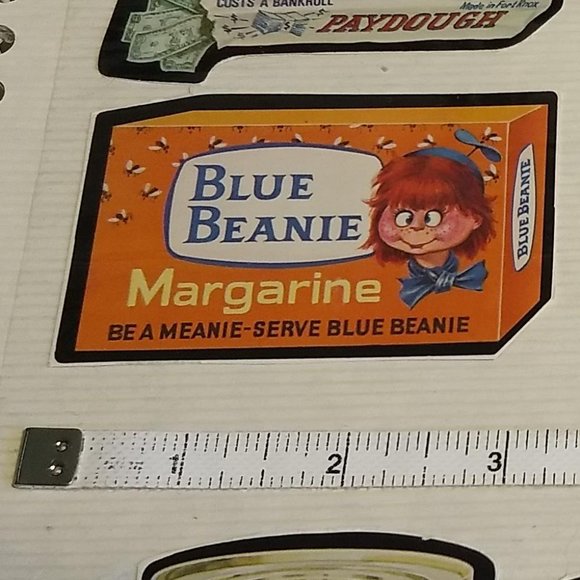 COSTS A BANKROLL
Made in Fort Knox
PAYDOUGH
BLUE
BEANIE
BLUE BEANIE
Margarine
BE A MEANIE-SERVE BLUE BEANIE
2
3